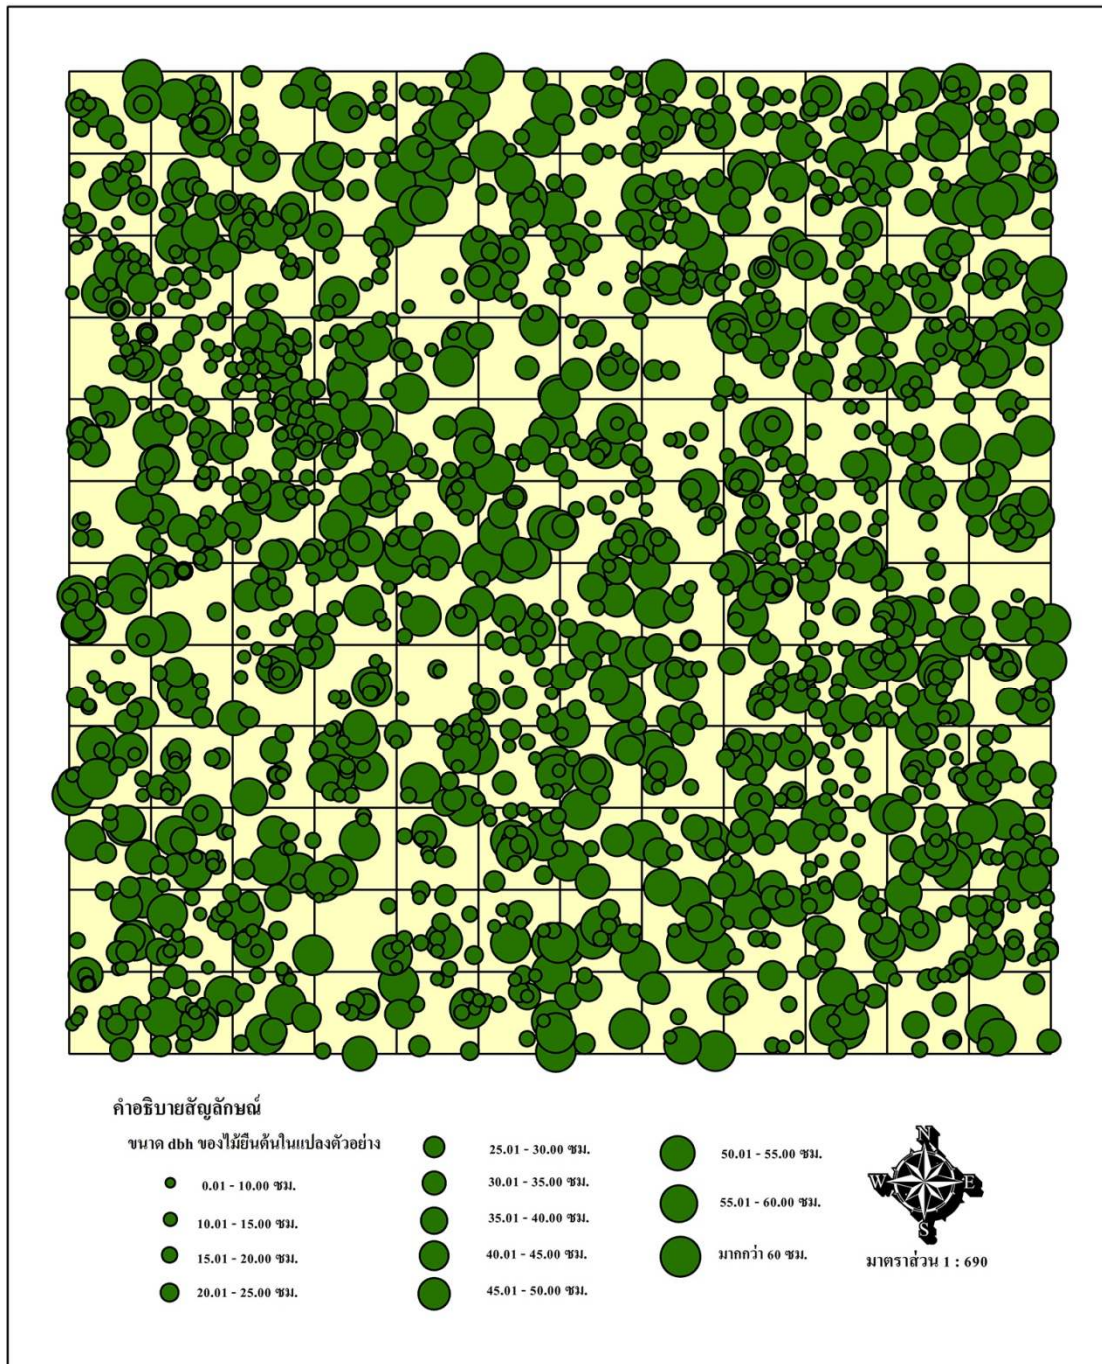 คำอธิบายสัญลักษณ์
ขนาด dbh ของไม้ยืนต้นในแปลงตัวอย่าง
0.01 - 10.00 ซม.
10.01 - 15.00 ซม.
15.01 - 20.00 ซม.
20.01 - 25.00 ซม.
25.01 - 30.00 ซม.
30.01 - 35.00 ซม.
35.01 - 40.00 ซม.
40.01 - 45.00 ซม.
45.01 - 50.00 ซม.
50.01 - 55.00 ซม.
55.01 - 60.00 ซม.
มากกว่า 60 ซม.
N
W E
S
มาตราส่วน 1 : 690